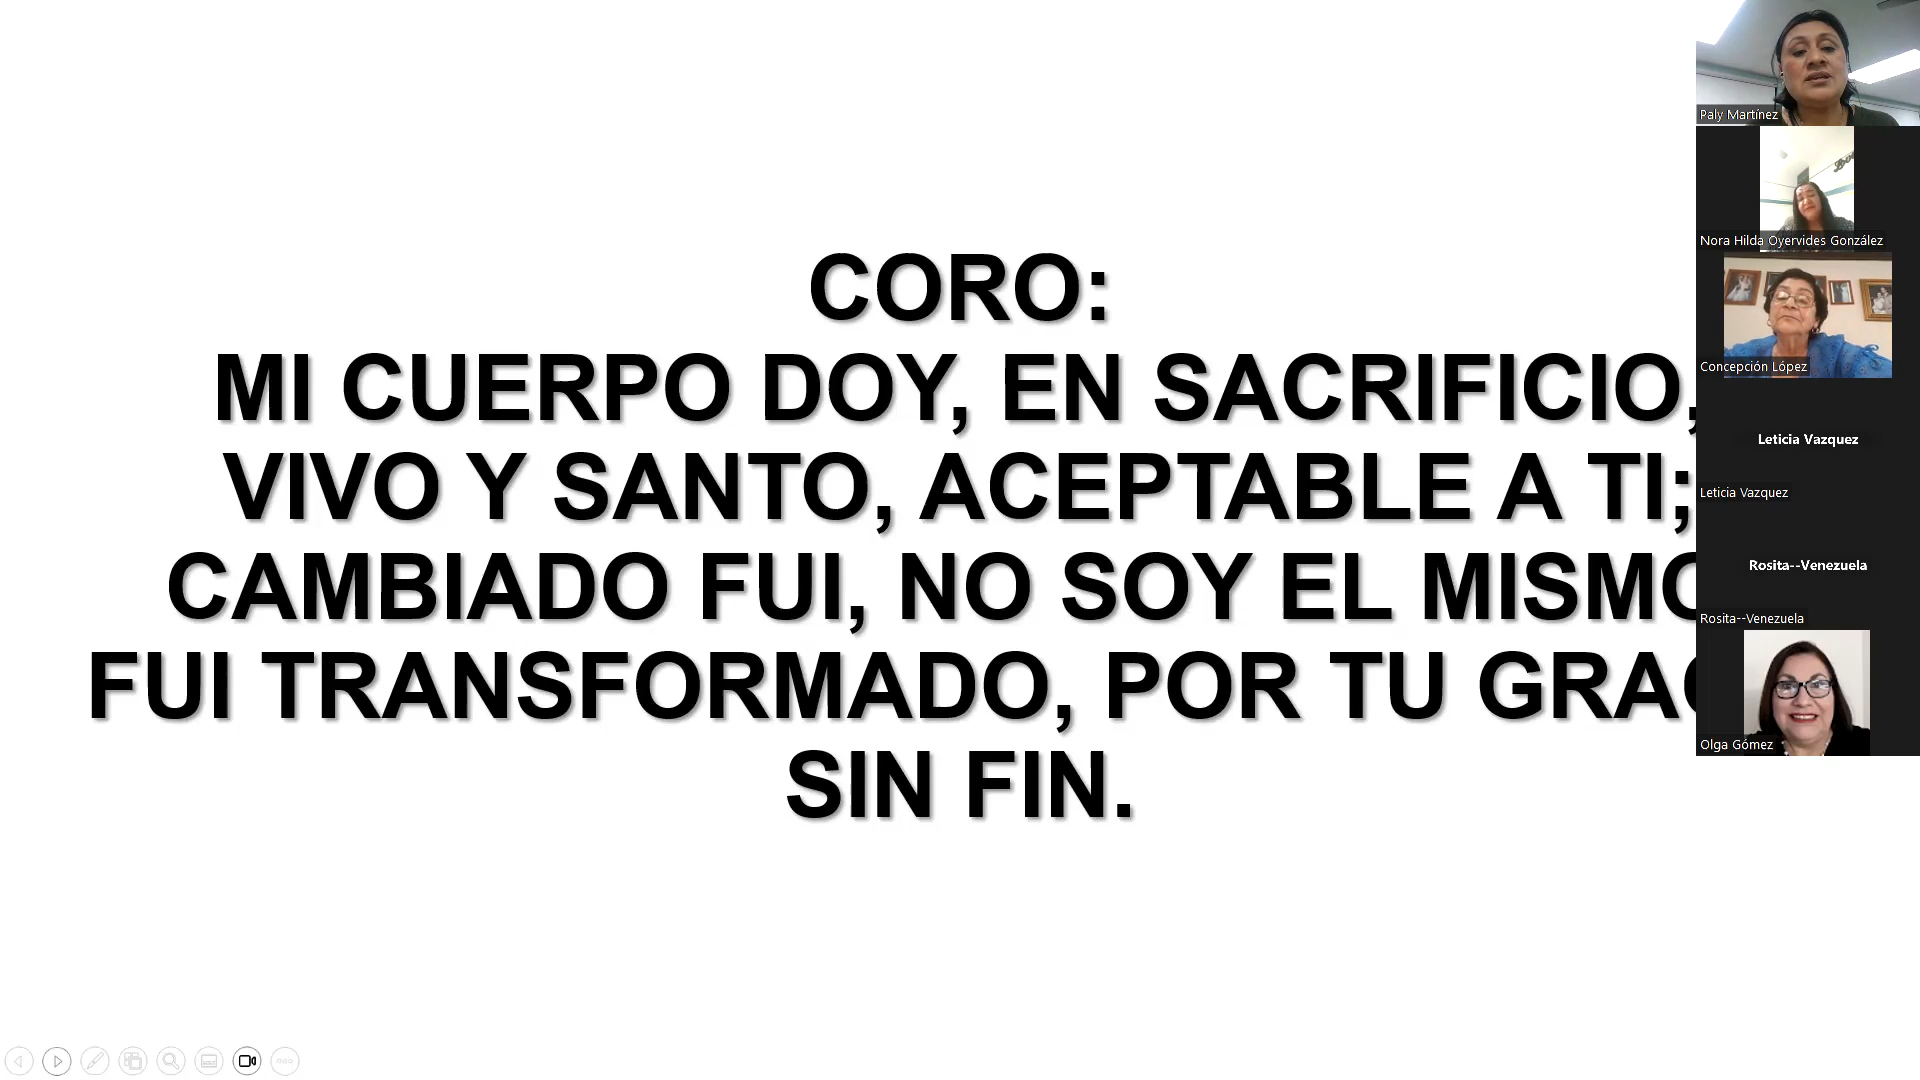 CORO:
MI CUERPO DOY, EN SACRIFICIO,
VIVO Y SANTO, ACEPTABLE A TI;
CAMBIADO FUI, NO SOY EL MISMO
FUI TRANSFORMADO, POR TU
SIN FIN.
Paly Martínez
Nora Hilda Oyervides González
Concepción López
Leticia Vazquez
Leticia Vazquez
Rosita--Venezuela
Rosita--Venezuela
Olga Gómez